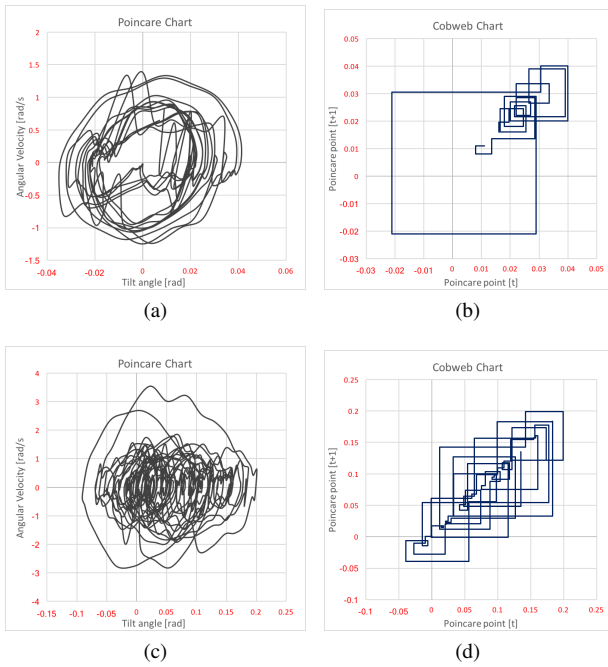 Poincare Chart
Angular Velocity [rad/s
2
1.5
1
0.5
0
-0.5
-1
-1.5
-0.04 -0.02 0 0.02 0.04 0.06
Tilt angle [rad]
(a)
Cobweb Chart
Poincare point [t+1]
0.05
0.04
0.03
0.02
0.01
0
-0.01
-0.02
-0.03
-0.03 -0.02 -0.01 0 0.01 0.02 0.03 0.04 0.05
Poincare point [t]
(b)
Poincare Chart
Angular Velocity [rad/s
4
3
2
1
0
-1
-2
-3
-4
-0.15 -0.1 -0.05 0 0.05 0.1 0.15 0.2 0.25
Tilt angle [rad]
(c)
Cobweb Chart
Poincare point [t+1]
0.25
0.2
0.15
0.1
0.05
0
-0.05
-0.1
-0.1 -0.05 0 0.05 0.1 0.15 0.2 0.25
Poincare point [t]
(d)